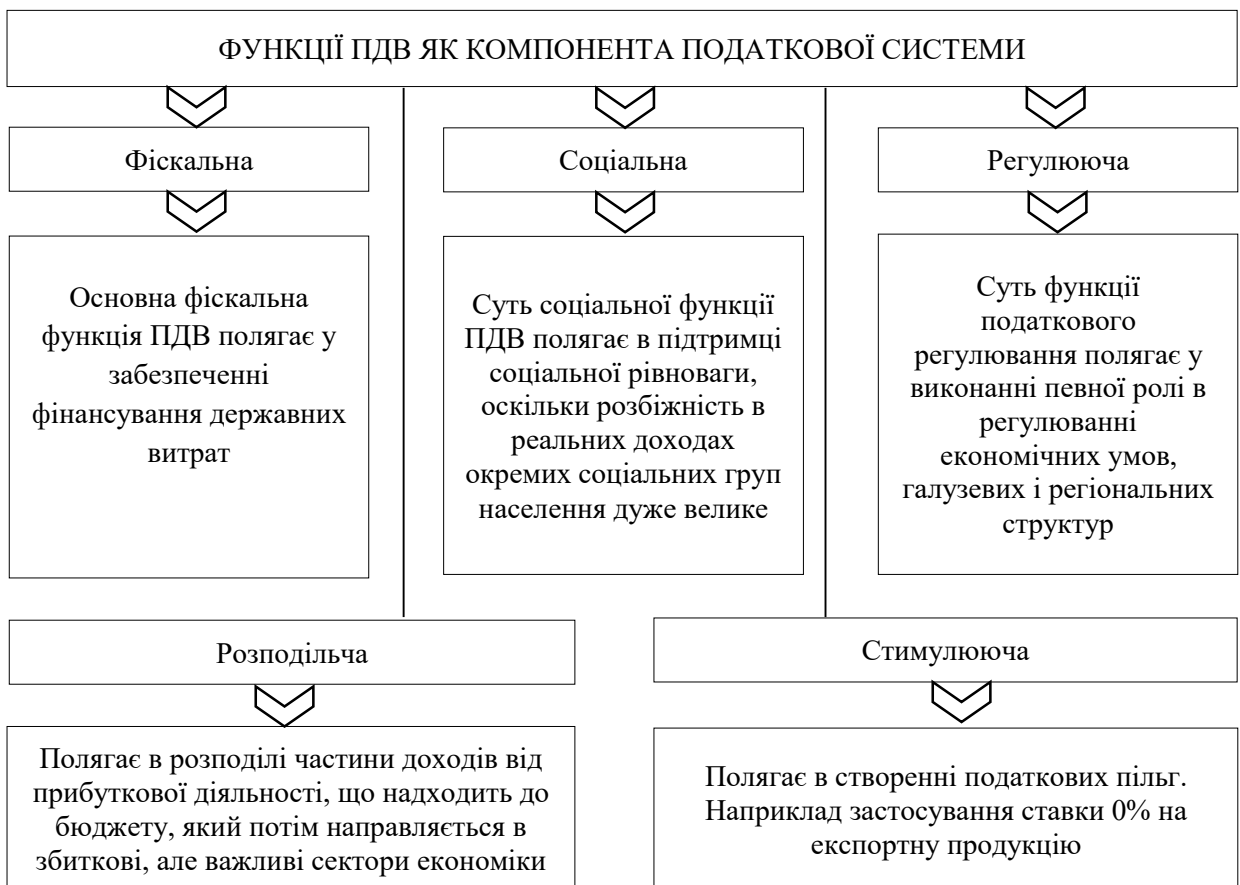 ФУНКЦІЇ ПДВ ЯК КОМПОНЕНТА ПОДАТКОВОЇ СИСТЕМИ
Фіскальна
Соціальна
Регулююча
Основна фіскальна
функція ПДВ полягає у
забезпеченні
фінансування державних
витрат
Суть соціальної функції
ПДВ полягає в підтримці
соціальної рівноваги,
оскільки розбіжність в
реальних доходах
окремих соціальних груп
населення дуже велике
Суть функції
податкового
регулювання полягає у
виконанні певної ролі в
регулюванні
економічних умов,
галузевих і регіональних
структур
Розподільча
Стимулююча
Полягає в розподілі частини доходів від
прибуткової діяльності, що надходить до
бюджету, який потім направляється в
збиткові, але важливі сектори економіки
Полягає в створенні податкових пільг.
Наприклад застосування ставки 0% на
експортну продукцію